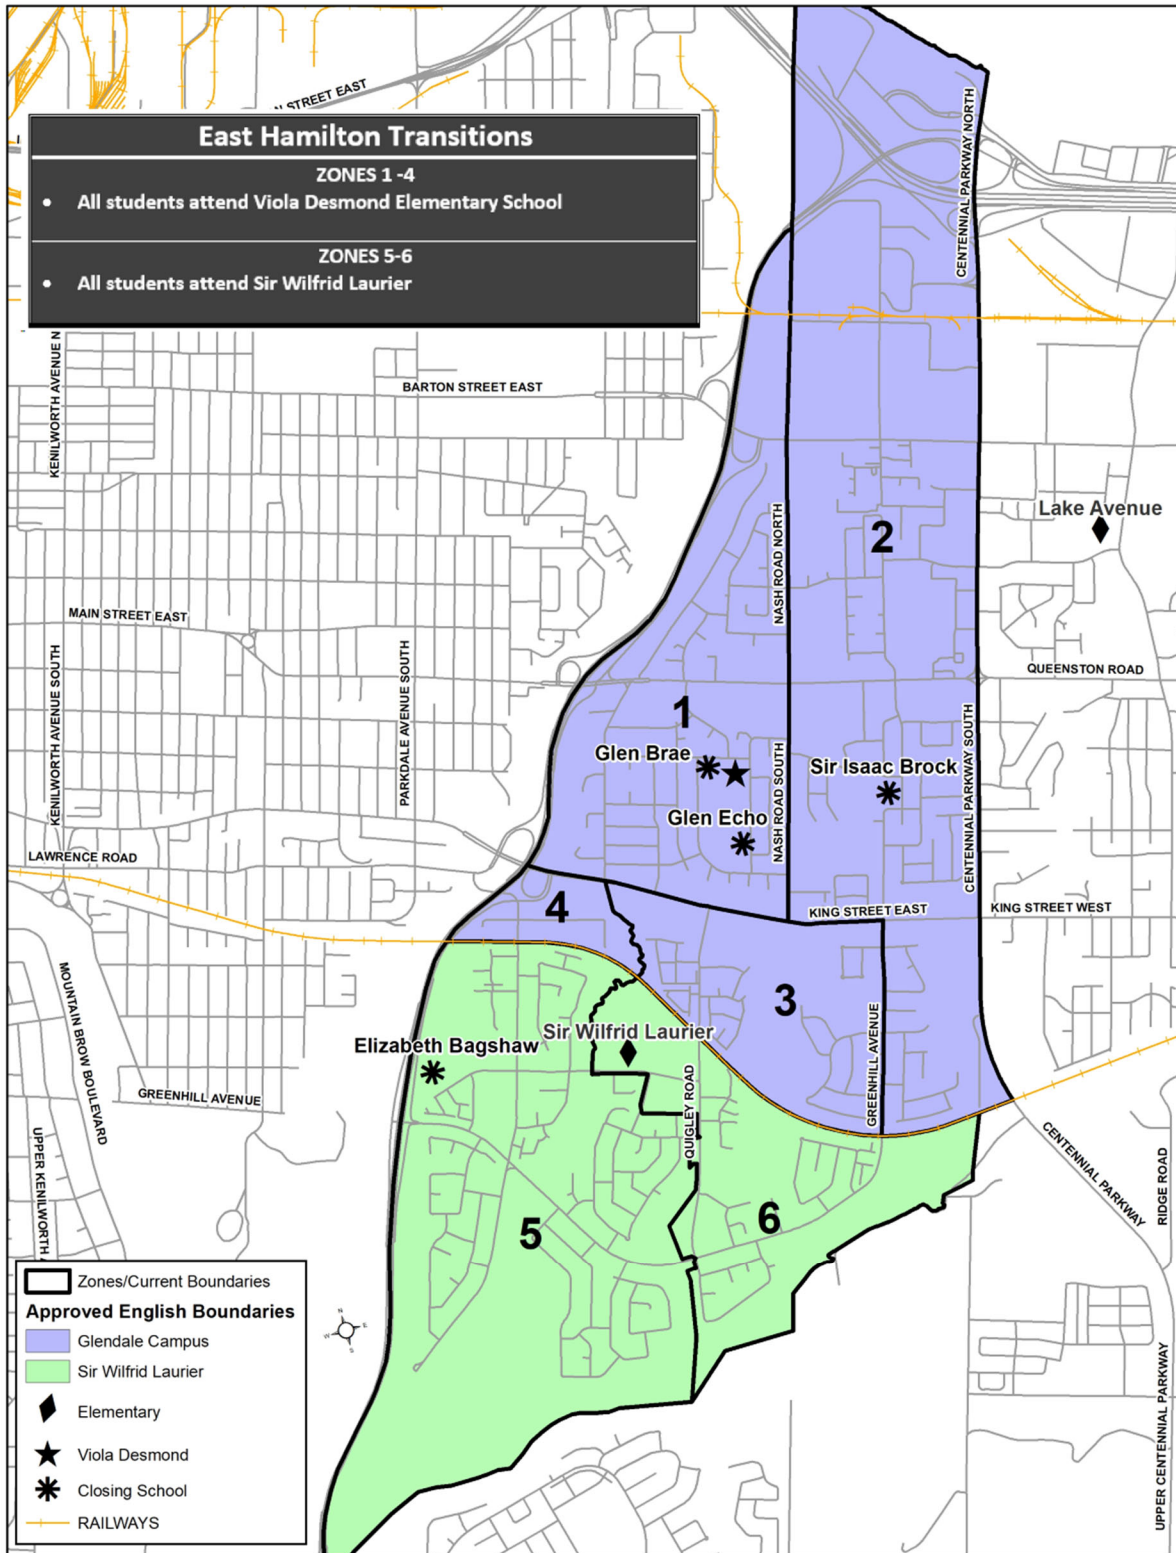 N STREET EAST
East Hamilton Transitions
ZONES 1 -4
• All students attend Viola Desmond Elementary School
ZONES 5-6
• All students attend Sir Wilfrid Laurier
CENTENNIAL PARKWAY NORTH
KENILWORTH AVENUE N
BARTON STREET EAST
NASH ROAD NORTH
2
Lake Avenue
MAIN STREET EAST
KENILWORTH AVENUE SOUTH
PARKDALE AVENUE SOUTH
QUEENSTON ROAD
1
Glen Brae
Sir Isaac Brock
NASH ROAD SOUTH
CENTENNIAL PARKWAY SOUTH
Glen Echo
LAWRENCE ROAD
4
KING STREET EAST
KING STREET WEST
MOUNTAIN BROW BOULEVARD
3
Sir Wilfrid Laurier
Elizabeth Bagshaw
GREENHILL AVENUE
GREENHILL AVENUE
QUIGLEY ROAD
UPPER KENILWORTH A
CENTENNIAL PARKWAY
RIDGE ROAD
6
5
Zones/Current Boundaries
Approved English Boundaries
Glendale Campus
Sir Wilfrid Laurier
Elementary
Viola Desmond
Closing School
RAILWAYS
N
W
E
S
UPPER CENTENNIAL PARKWAY